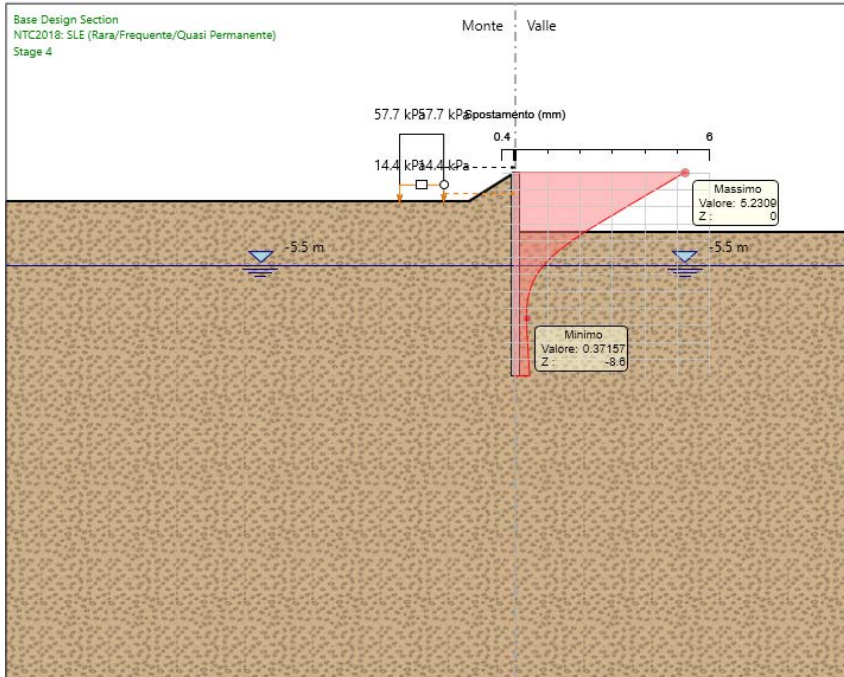 Base Design Section
NTC2018: SLE (Rara/Frequente/Quasi Permanente)
Stage 4
Monte Valle
57.7 kPa 57.7 kPa Spostamento (mm)
0.4 6
14.4 kPa 14.4 kPa
Massimo
Valore: 5.2309
Z : 0
-5.5 m -5.5 m
Minimo
Valore: 0.37157
Z : -8.6